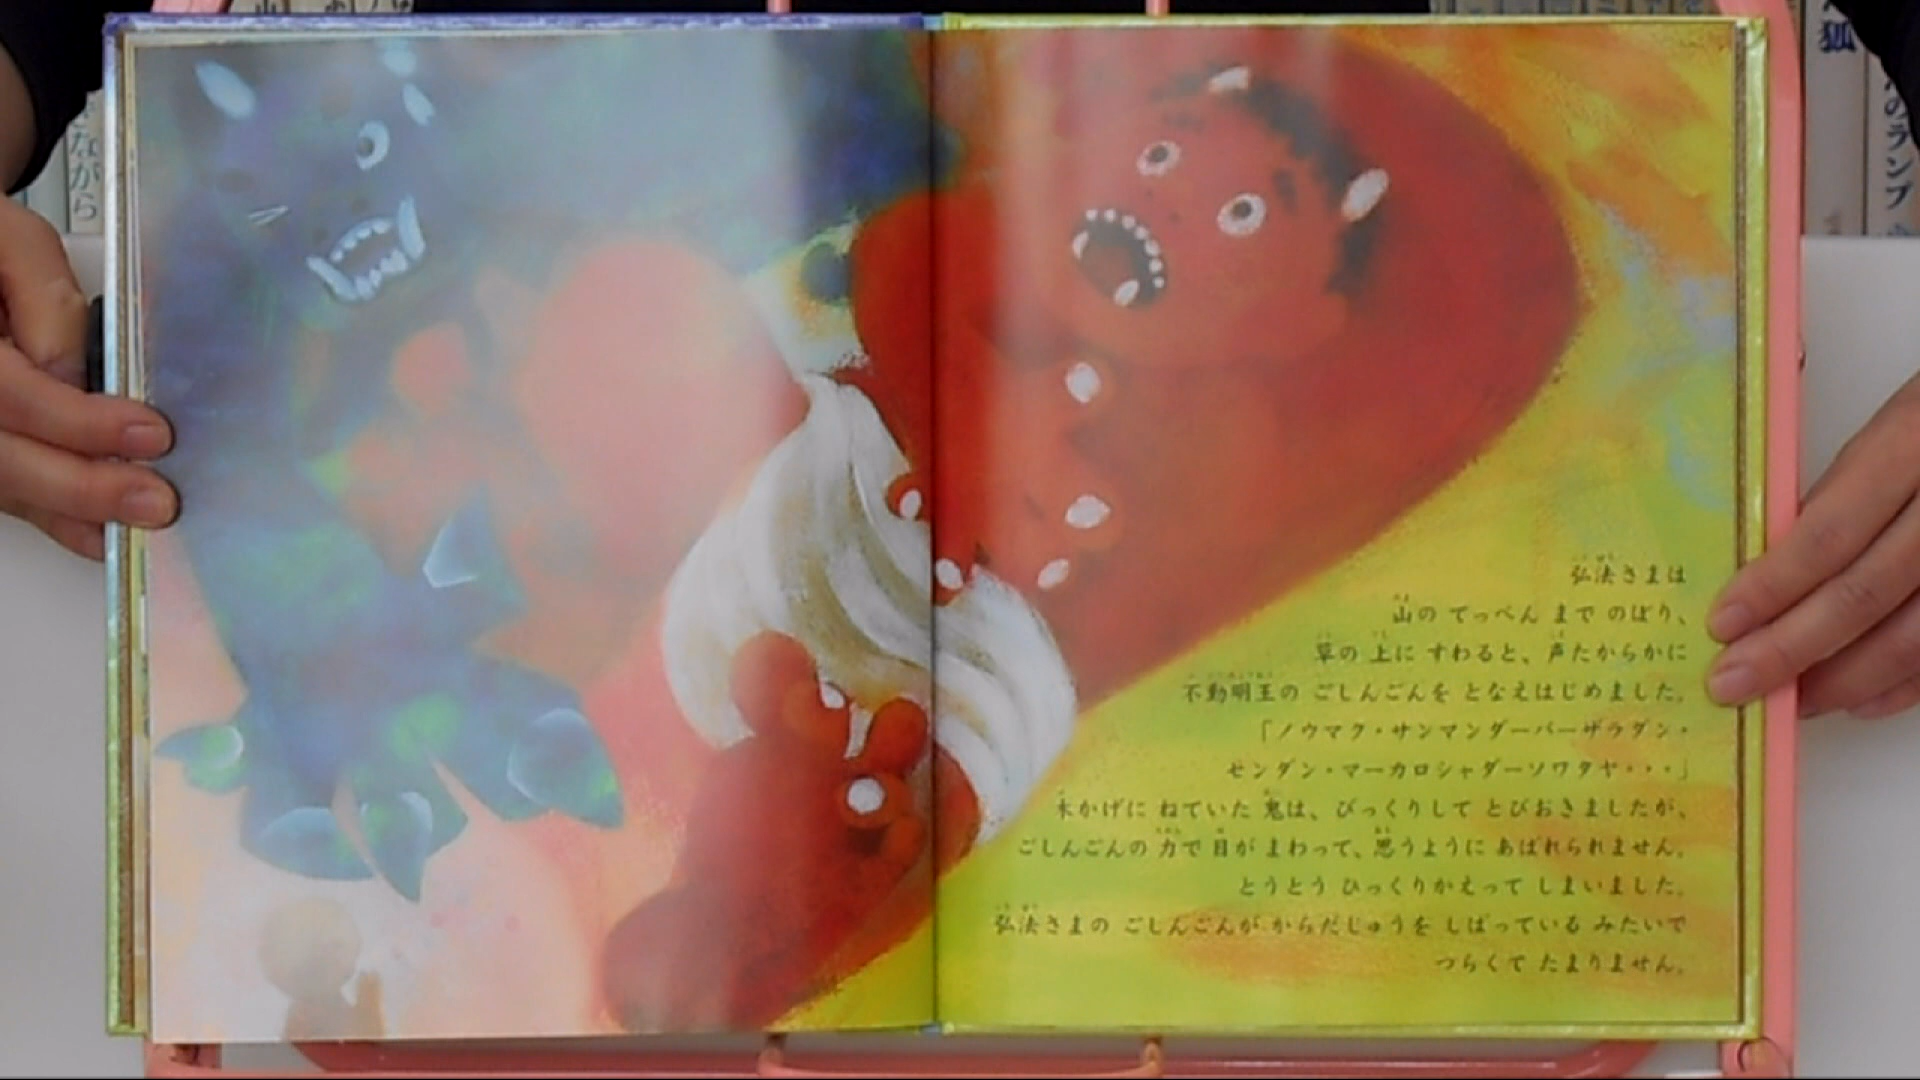 弘法さまは
山の てっぺん まで のぼり、
草の 上に すわると、声たからかに
不動明王の ごしんごんを となえはじめました。
「ノウマク・サンマンダーバーザラダン・
センダン・マーカロシャダーソワタヤ・・・」
木かげに ねていた 鬼は、びっくりして とびおきましたが、
ごしんごんの 力で 目が まわって、思うように あばれられません。
とうとう ひっくりかえって しまいました。
弘法さまの ごしんごんが からだじゅうを しばっている みたいで
つらくて たまりません。
ながら
狐
のランプ